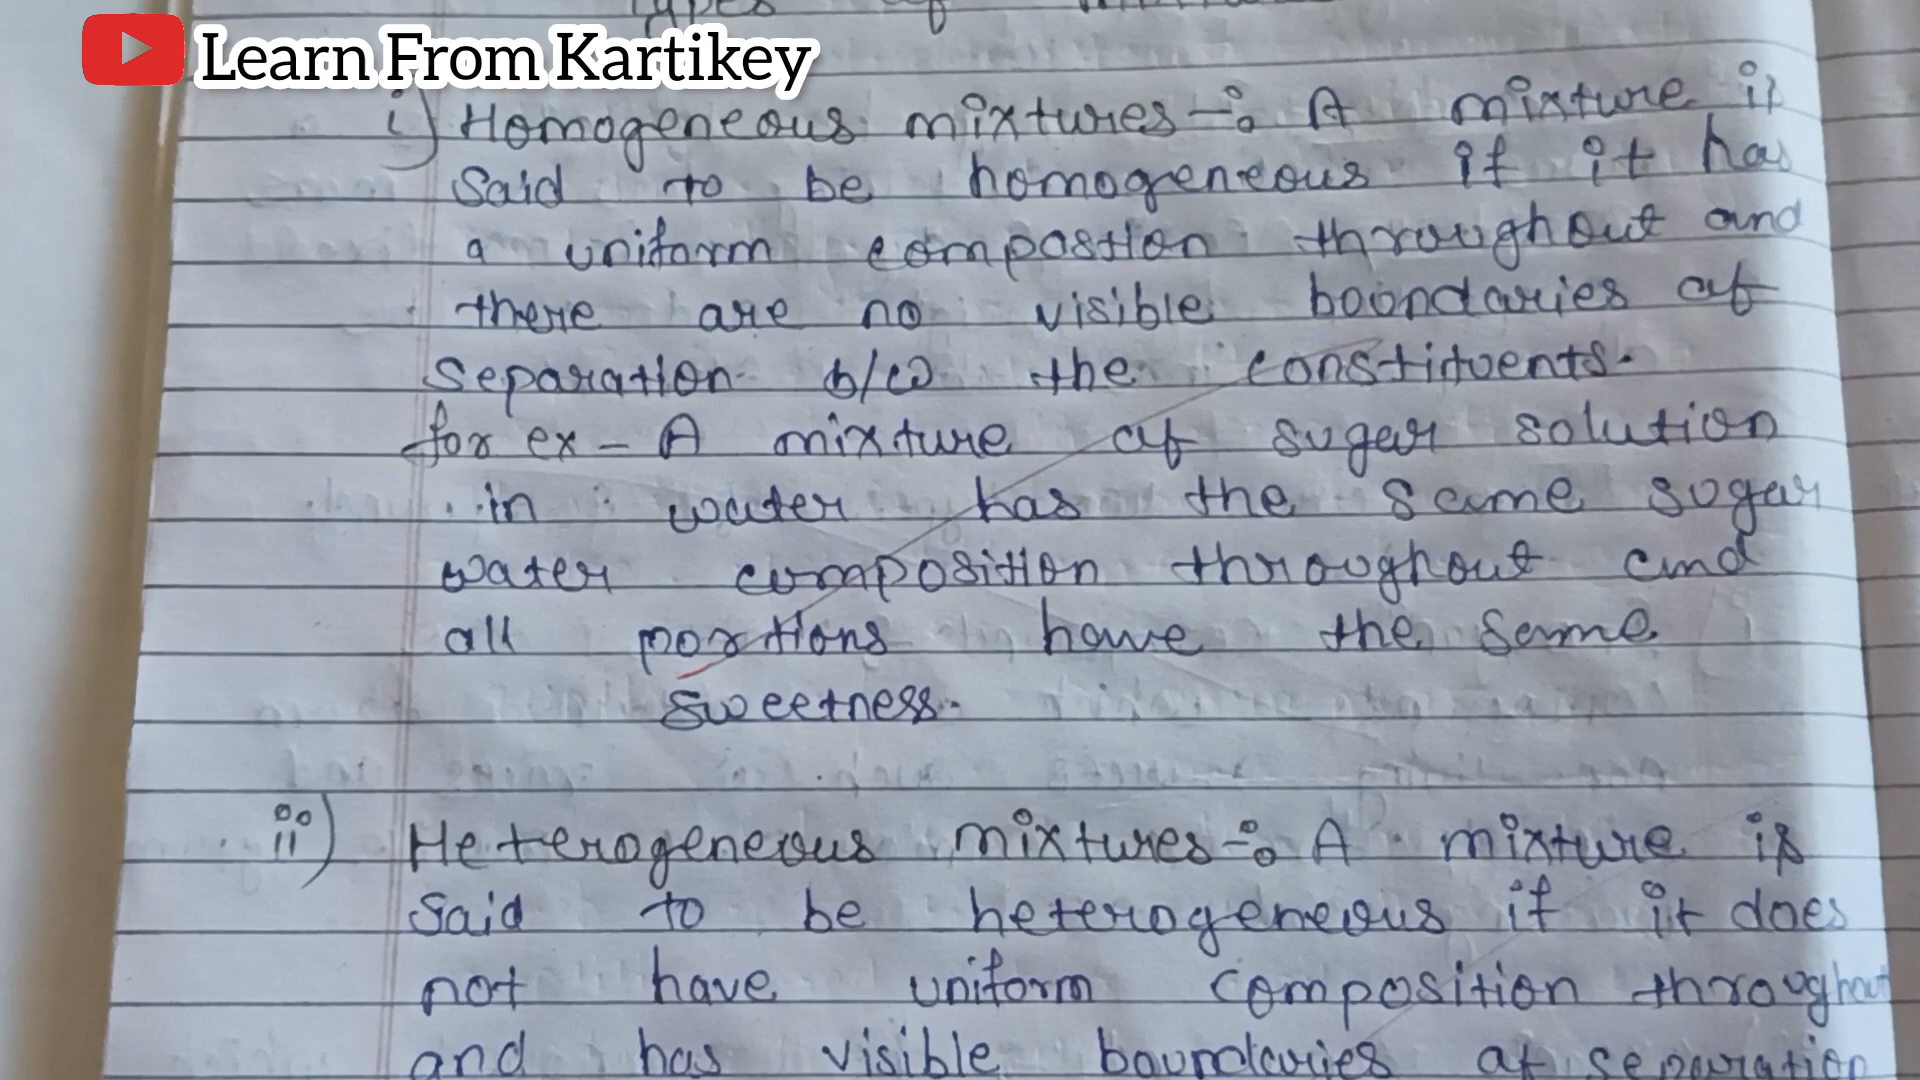 Types of
Learn From Kartikey
i) Homogeneous mixtures -: A mixture is
said to be homogeneous if it has
a uniform compostion throughout and
there are no visible boundaries of
separation b/w the constituents.
for ex - A mixture of sugar solution
in water has the same sugar
water composition throughout and
all portions have the same
sweetness.
ii) Heterogeneous mixtures -: A mixture is
said to be heterogeneous if it does
not have uniform composition throughout
and has visible boundaries of separation